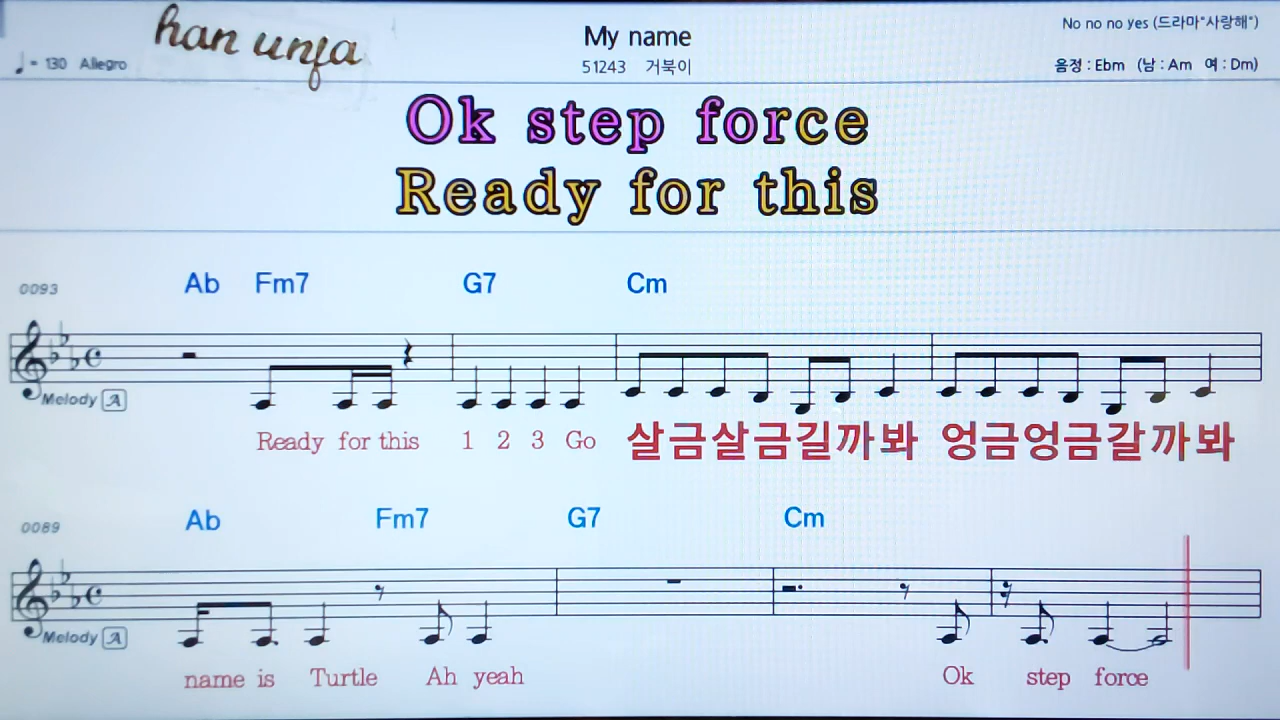 han unja
My name
No no no yes (드라마"사랑해")
♩= 130 Allegro
51243 거북이
음정 : Ebm (남 : Am 여 : Dm)
Ok step force
Ready for this
0093
Ab Fm7 G7 Cm
Melody A
Ready for this 1 2 3 Go 살금살금길까봐 엉금엉금갈까봐
0089
Ab Fm7 G7 Cm
Melody A
name is Turtle Ah yeah Ok step force